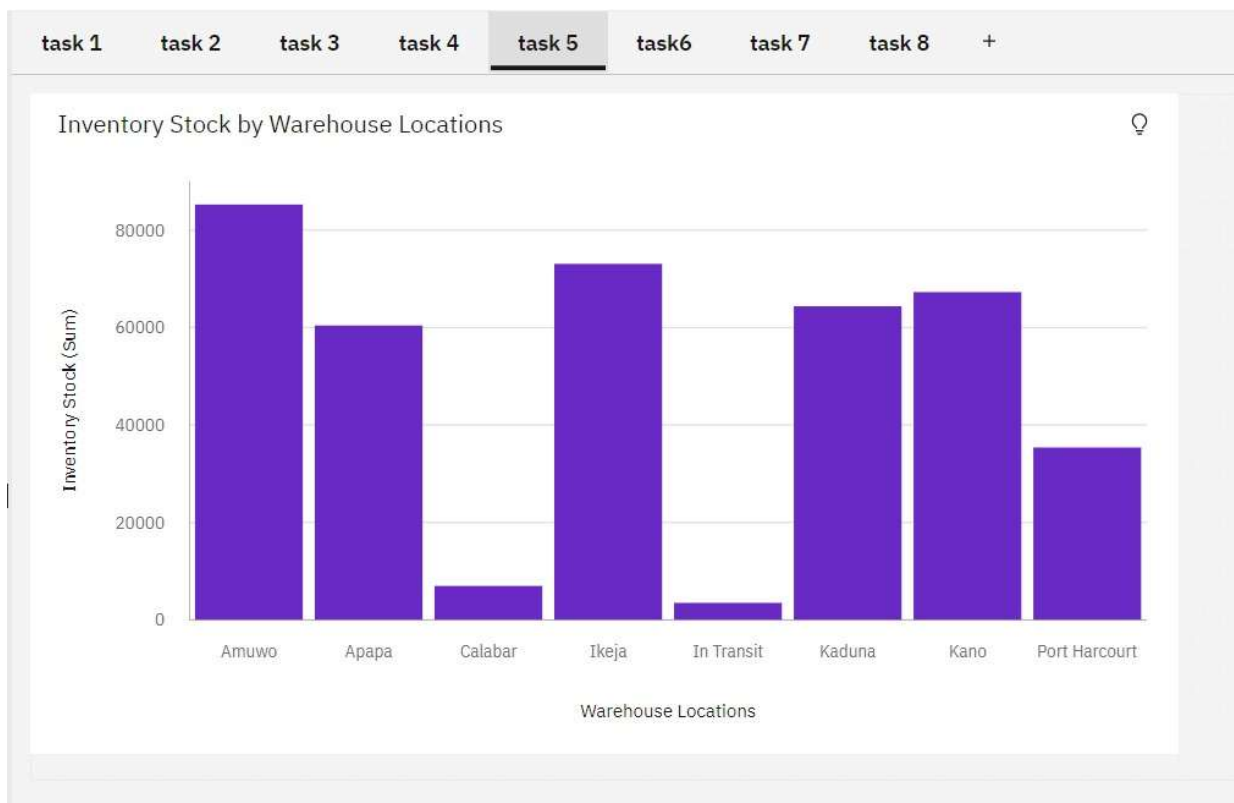 task 1 task 2 task 3 task 4 task 5 task6 task 7 task 8 +
Inventory Stock by Warehouse Locations
Inventory Stock (Sum)
80000
60000
40000
20000
0
Amuwo Apapa Calabar Ikeja In Transit Kaduna Kano Port Harcourt
Warehouse Locations